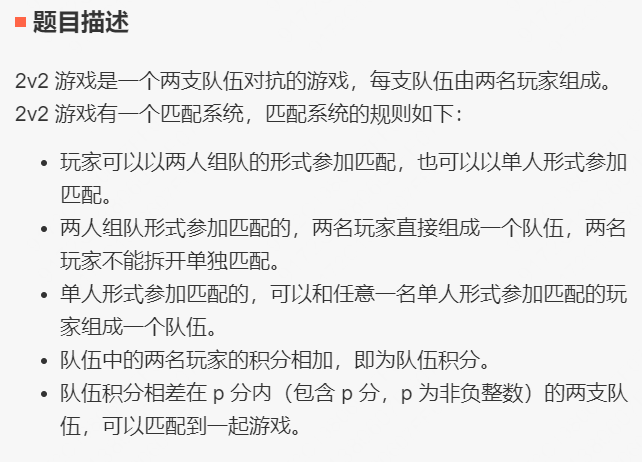 题目描述
2v2 游戏是一个两支队伍对抗的游戏，每支队伍由两名玩家组成。
2v2 游戏有一个匹配系统，匹配系统的规则如下：
• 玩家可以以两人组队的形式参加匹配，也可以以单人形式参加
匹配。
• 两人组队形式参加匹配的，两名玩家直接组成一个队伍，两名
玩家不能拆开单独匹配。
• 单人形式参加匹配的，可以和任意一名单人形式参加匹配的玩
家组成一个队伍。
• 队伍中的两名玩家的积分相加，即为队伍积分。
• 队伍积分相差在 p 分内（包含 p 分，p 为非负整数）的两支队
伍，可以匹配到一起游戏。